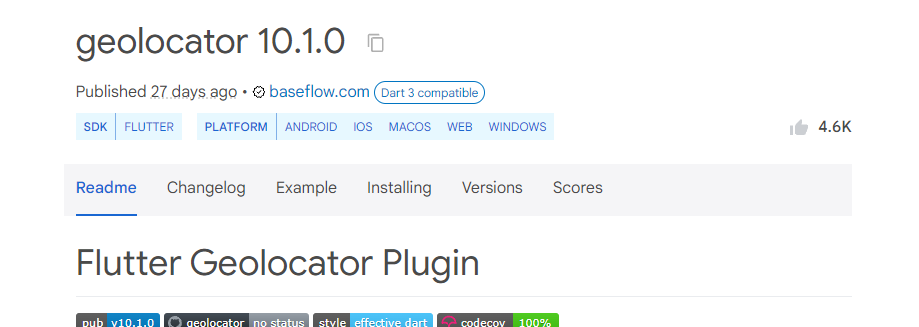 geolocator 10.1.0
Published 27 days ago • baseflow.com Dart 3 compatible
SDK FLUTTER PLATFORM ANDROID IOS MACOS WEB WINDOWS 4.6K
Readme Changelog Example Installing Versions Scores
Flutter Geolocator Plugin
pub v10.1.0 geolocator no status style effective dart codecov 100%